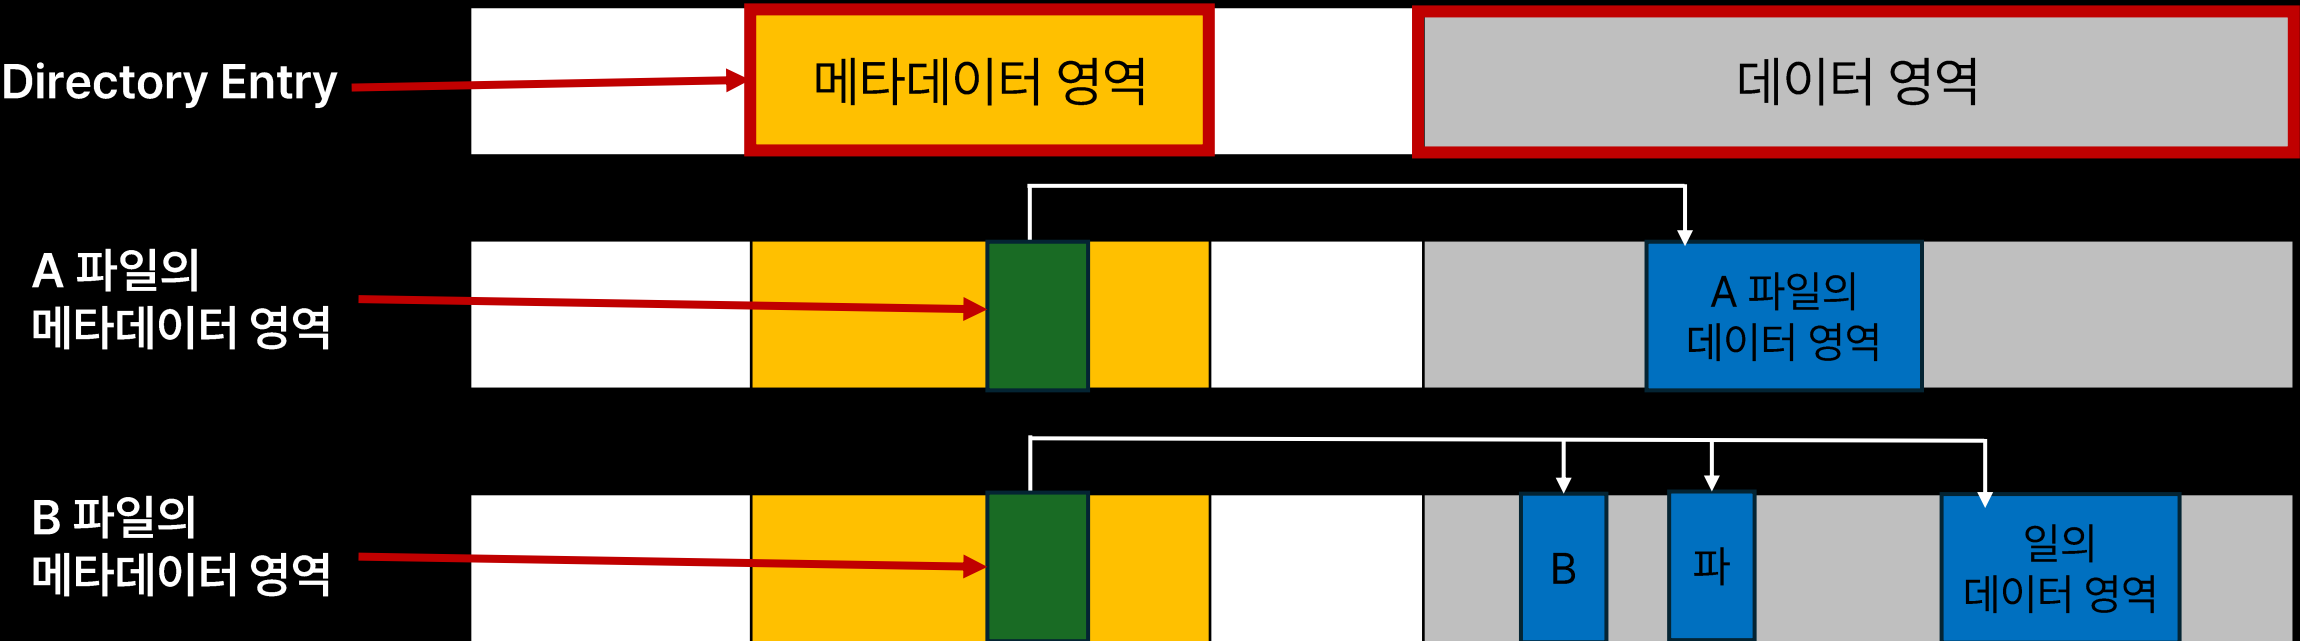 Directory Entry
메타데이터 영역
데이터 영역
A 파일의
메타데이터 영역
A 파일의
데이터 영역
B 파일의
메타데이터 영역
B
파
일의
데이터 영역